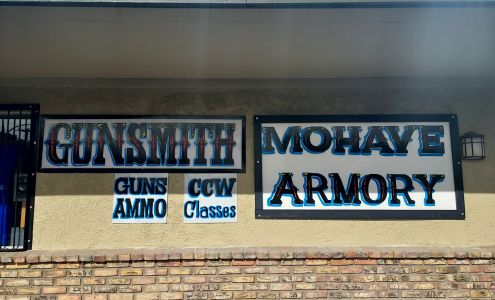 GUNSMITH
GUNS
AMMO
CCW
Classes
MOHAVE
ARMORY